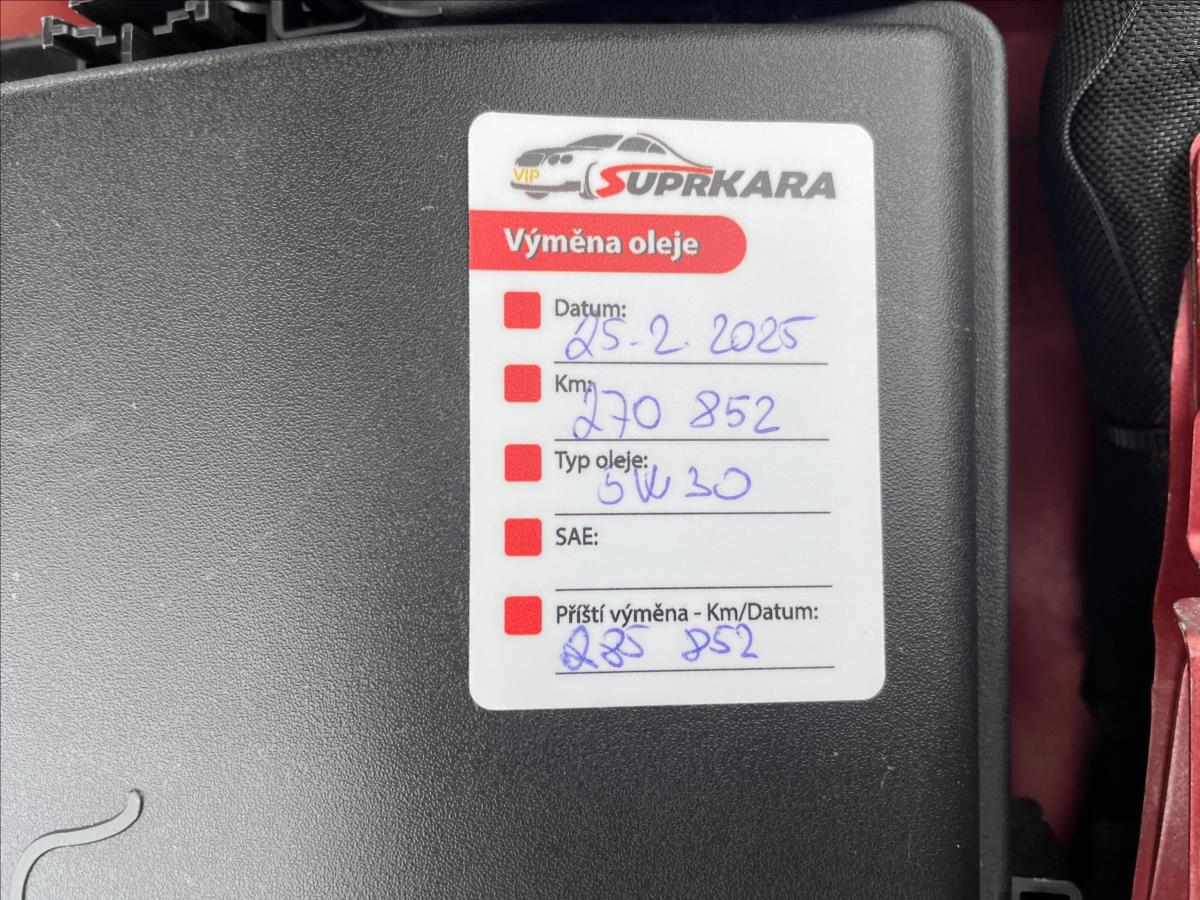 VIP
SUPRKARA
Výměna oleje
Datum:
25.2.2025
Km:
270 852
Typ oleje:
5W30
SAE:
Příští výměna - Km/Datum:
285 852